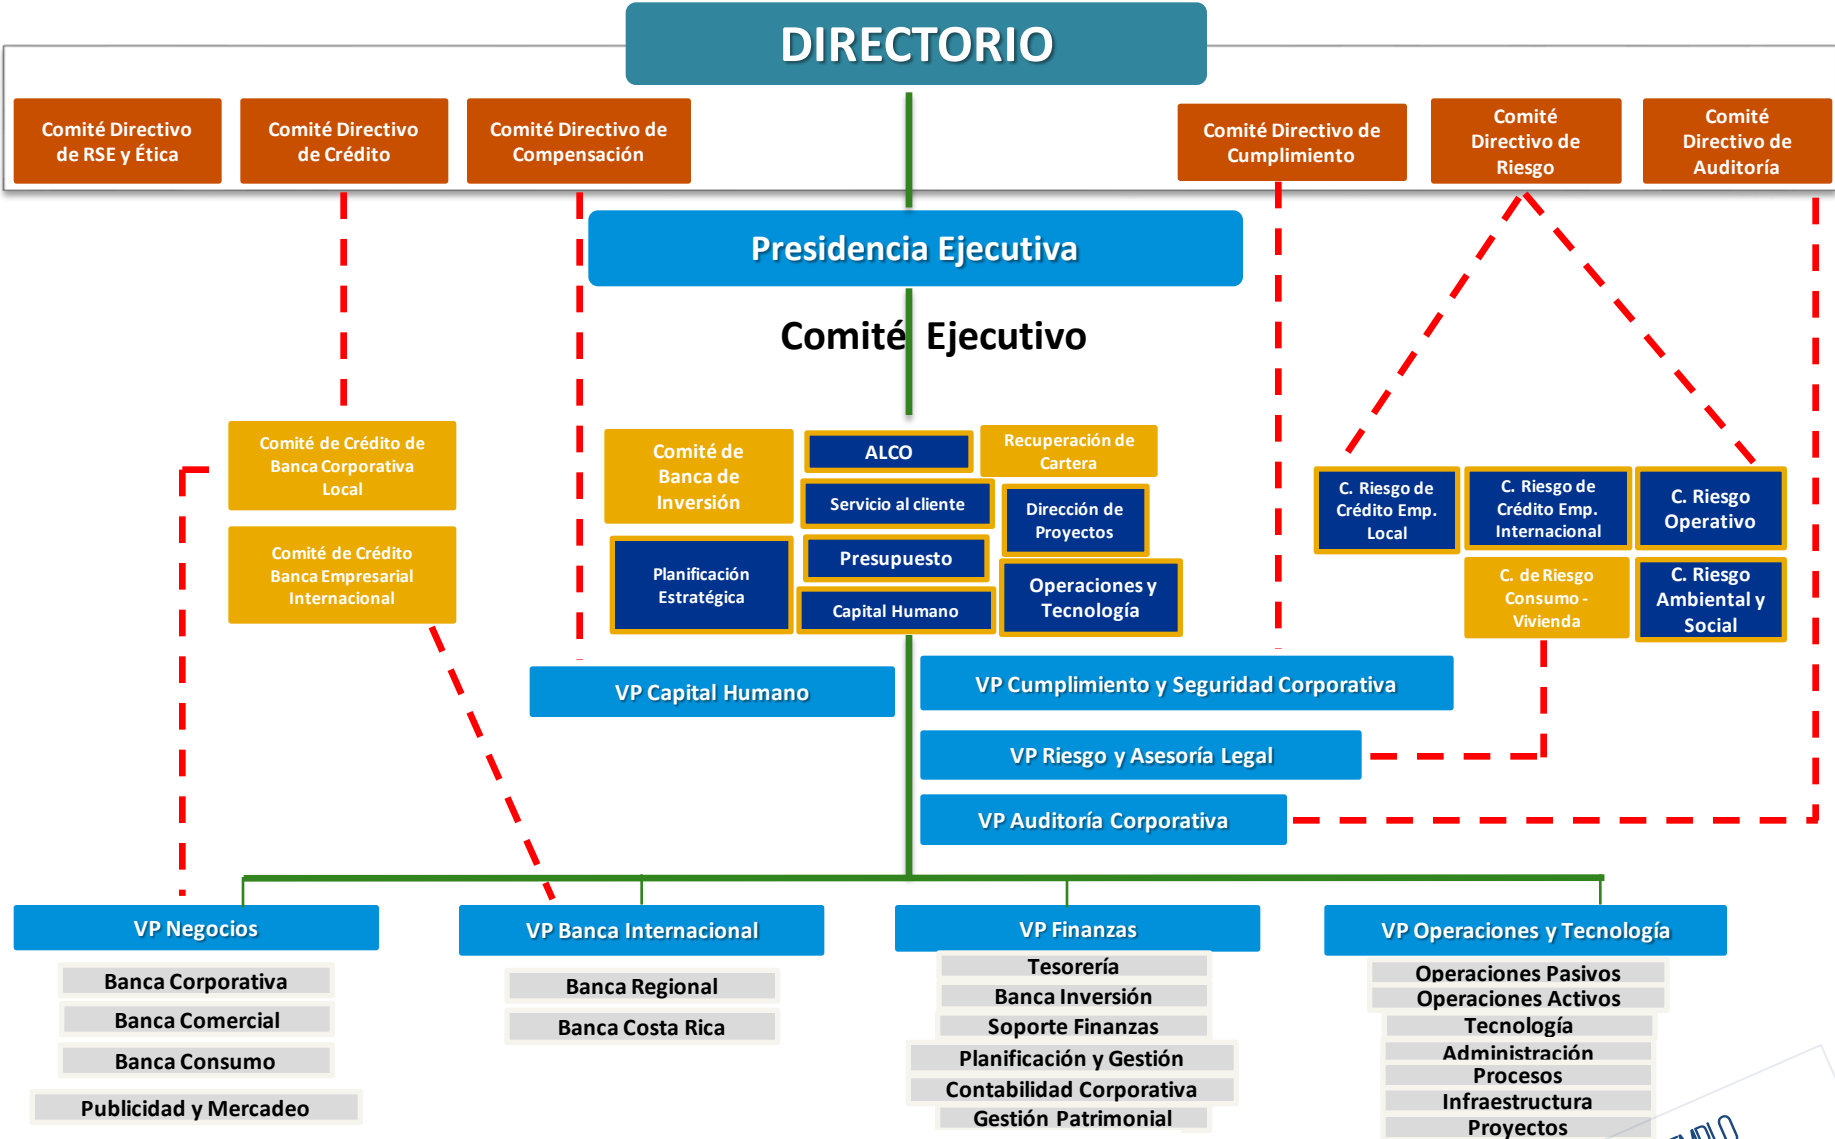 DIRECTORIO
Comité Directivo
de RSE y Ética
Comité Directivo
de Crédito
Comité Directivo de
Compensación
Comité Directivo de
Cumplimiento
Comité
Directivo de
Riesgo
Comité
Directivo de
Auditoría
Presidencia Ejecutiva
Comité Ejecutivo
Comité de Crédito de
Banca Corporativa
Local
Comité de Crédito
Banca Empresarial
Internacional
Comité de
Banca de
Inversión
ALCO
Recuperación de
Cartera
Servicio al cliente
Dirección de
Proyectos
Planificación
Estratégica
Presupuesto
Operaciones y
Tecnología
Capital Humano
C. Riesgo de
Crédito Emp.
Local
C. Riesgo de
Crédito Emp.
Internacional
C. Riesgo
Operativo
C. de Riesgo
Consumo -
Vivienda
C. Riesgo
Ambiental y
Social
VP Capital Humano
VP Cumplimiento y Seguridad Corporativa
VP Riesgo y Asesoría Legal
VP Auditoría Corporativa
VP Negocios
Banca Corporativa
Banca Comercial
Banca Consumo
Publicidad y Mercadeo
VP Banca Internacional
Banca Regional
Banca Costa Rica
VP Finanzas
Tesorería
Banca Inversión
Soporte Finanzas
Planificación y Gestión
Contabilidad Corporativa
Gestión Patrimonial
VP Operaciones y Tecnología
Operaciones Pasivos
Operaciones Activos
Tecnología
Administración
Procesos
Infraestructura
Proyectos